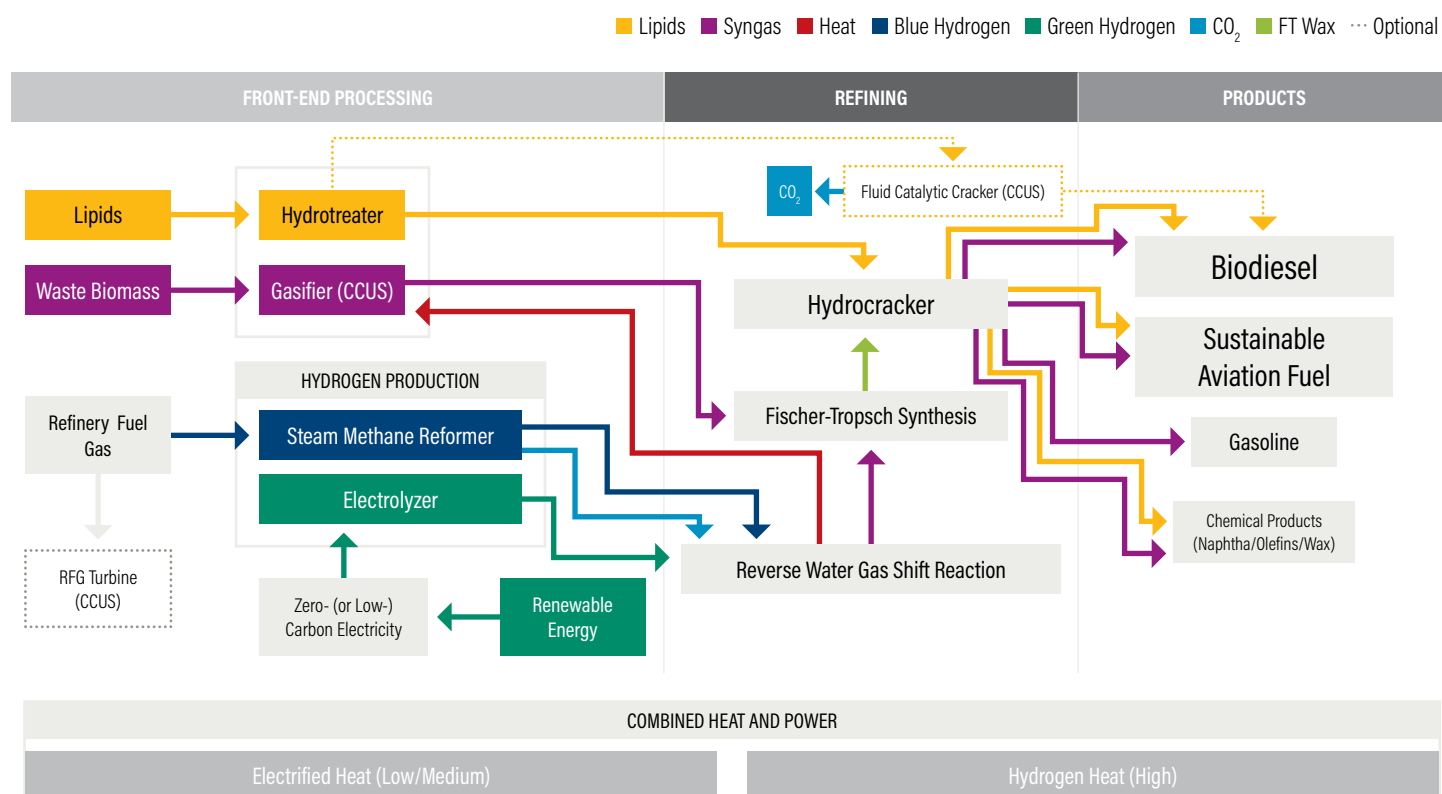 Lipids Syngas Heat Blue Hydrogen Green Hydrogen CO2 FT Wax Optional
FRONT-END PROCESSING
REFINING
PRODUCTS
CO2
Fluid Catalytic Cracker (CCUS)
Lipids
Hydrotreater
Biodiesel
Waste Biomass
Gasifier (CCUS)
Hydrocracker
Sustainable
Aviation Fuel
HYDROGEN PRODUCTION
Refinery Fuel
Gas
Steam Methane Reformer
Fischer-Tropsch Synthesis
Gasoline
Electrolyzer
Chemical Products
(Naphtha/Olefins/Wax)
RFG Turbine
(CCUS)
Zero- (or Low-)
Carbon Electricity
Renewable
Energy
Reverse Water Gas Shift Reaction
COMBINED HEAT AND POWER
Electrified Heat (Low/Medium)
Hydrogen Heat (High)